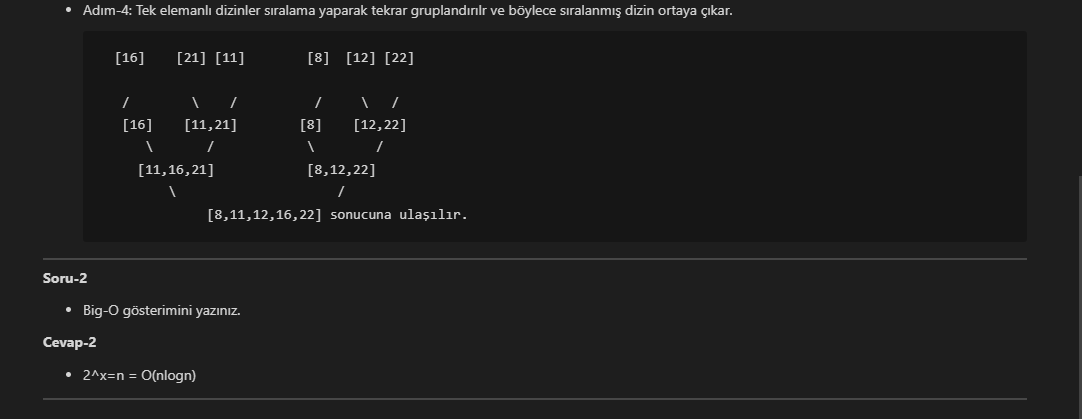 • Adım-4: Tek elemanlı dizinler sıralama yaparak tekrar gruplandırılr ve böylece sıralanmış dizin ortaya çıkar.
[16]    [21] [11]        [8]  [12] [22]
/        \    /          /     \   /
[16]    [11,21]        [8]    [12,22]
\       /            \        /
[11,16,21]            [8,12,22]
\                     /
[8,11,12,16,22] sonucuna ulaşılır.
Soru-2
• Big-O gösterimini yazınız.
Cevap-2
• 2^x=n = O(nlogn)